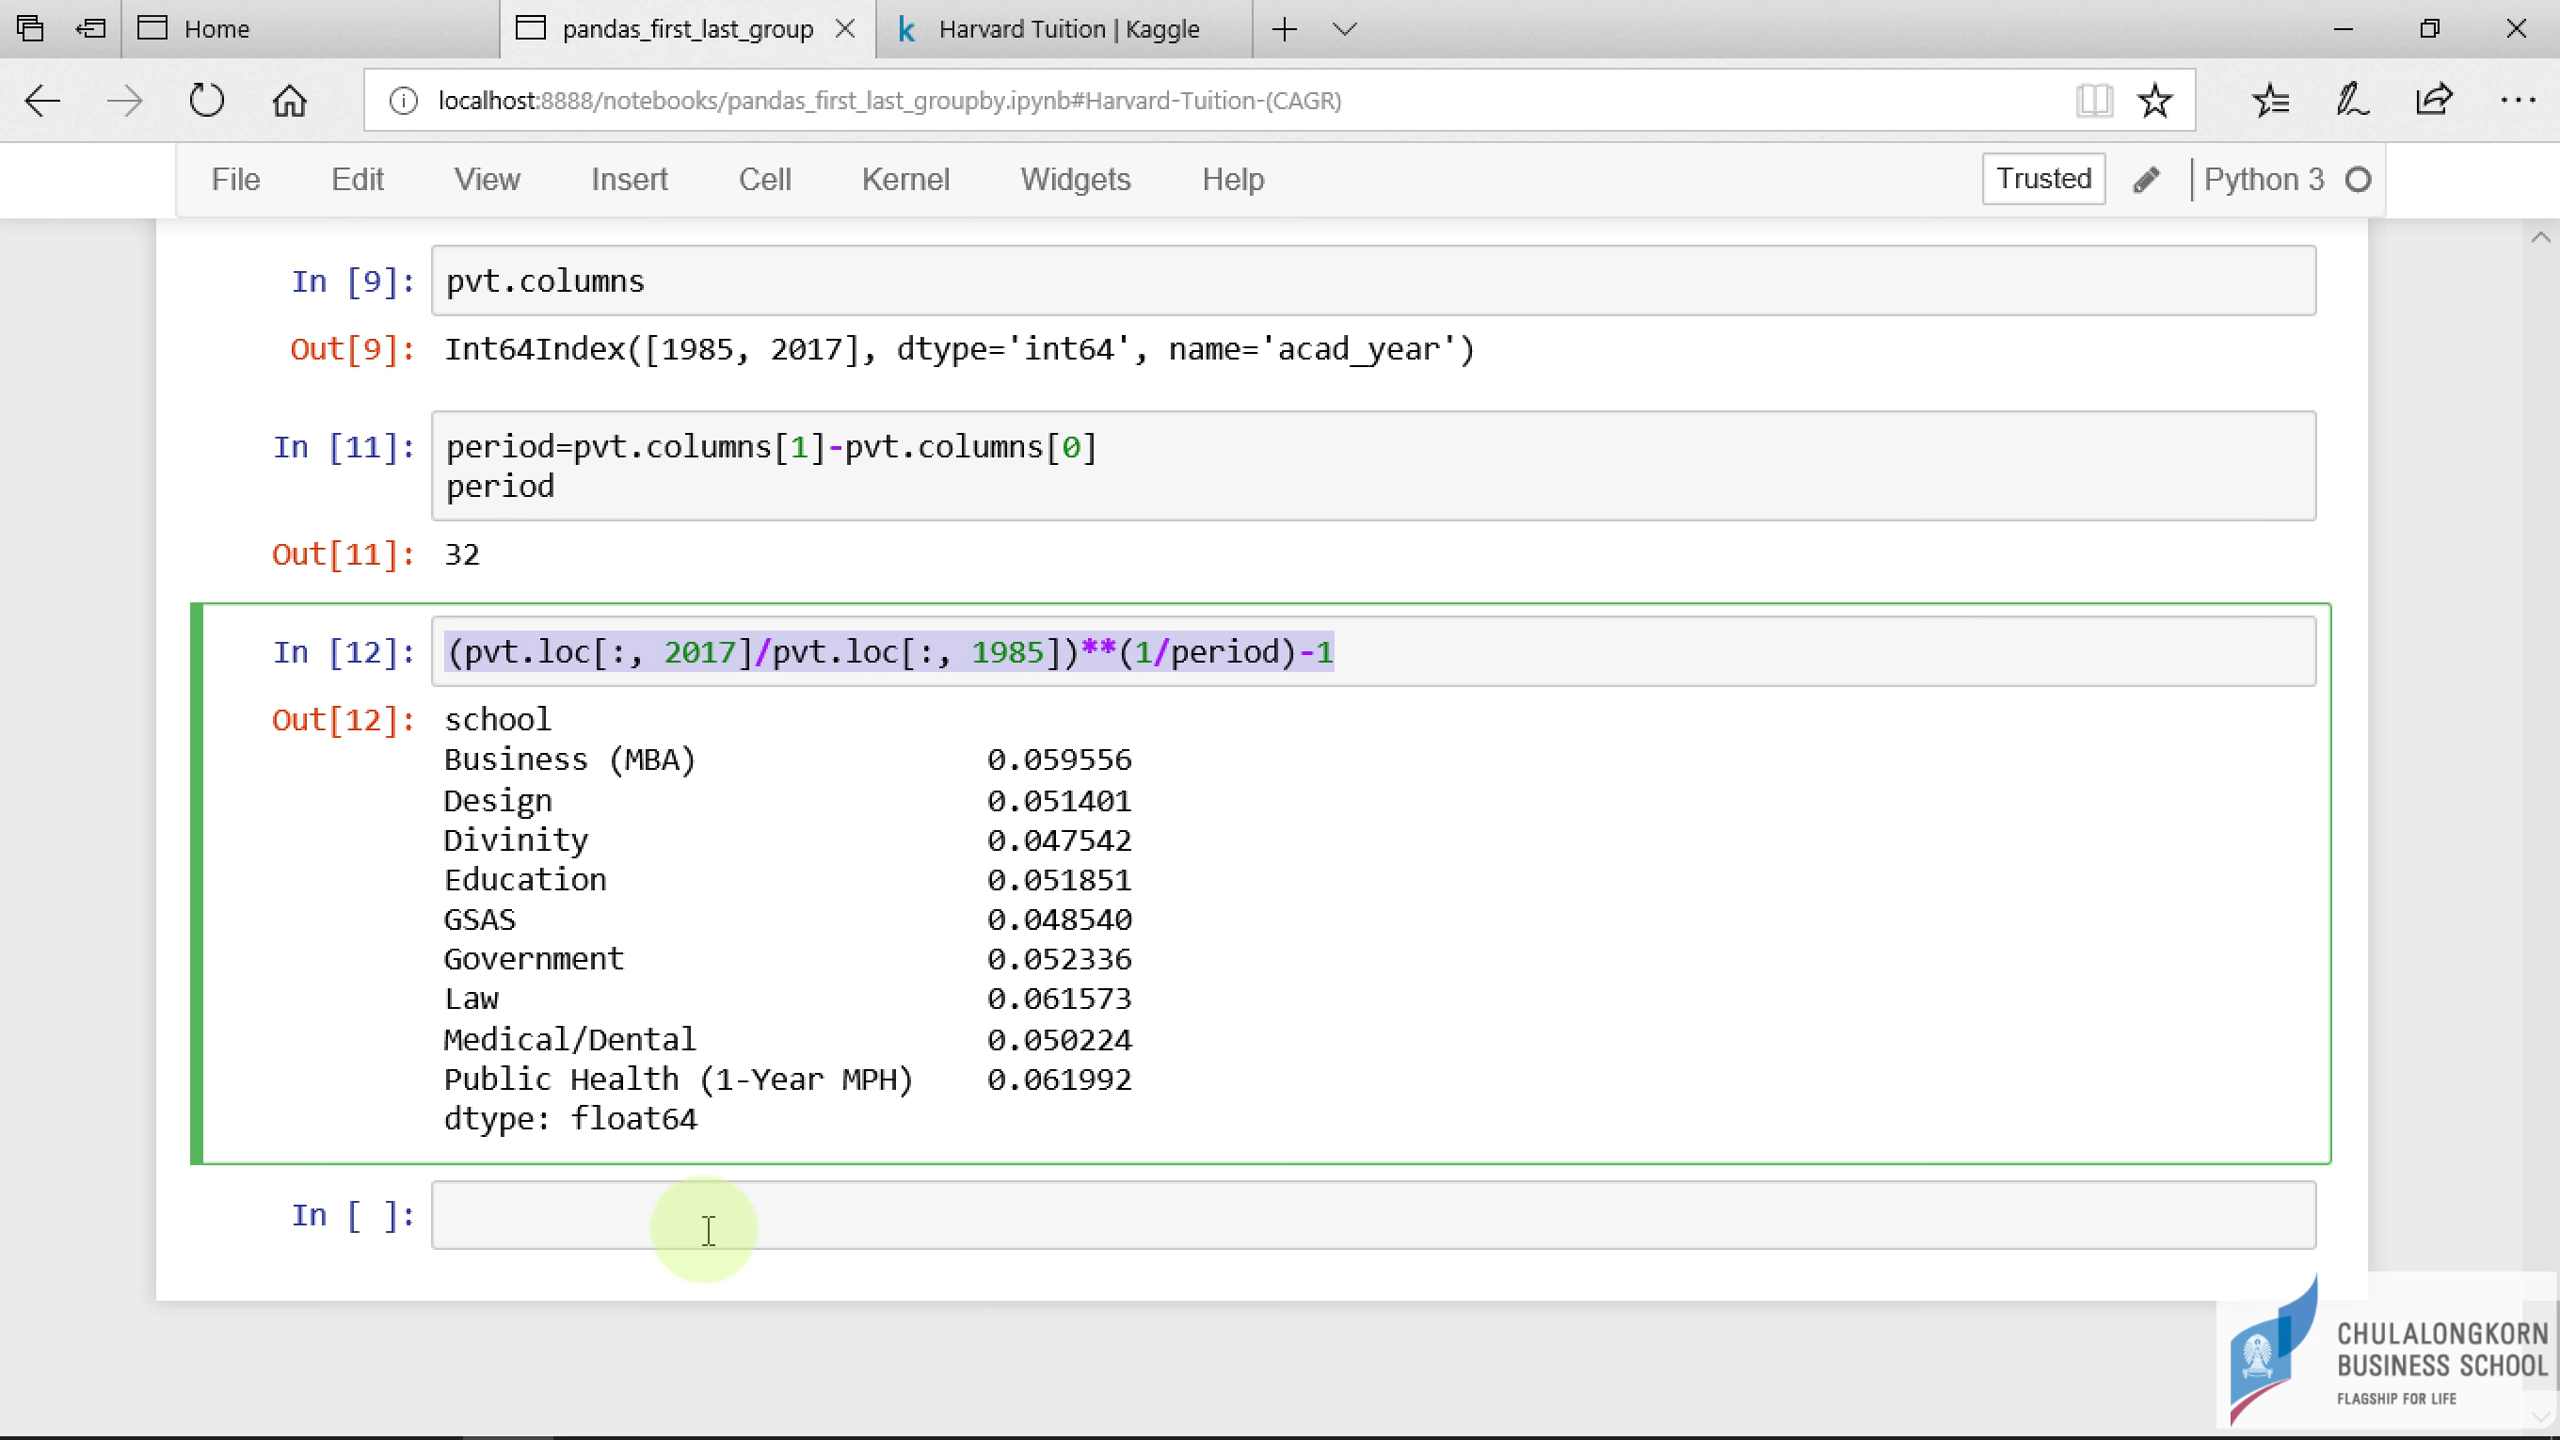 Home
pandas_first_last_group
Harvard Tuition | Kaggle
localhost:8888/notebooks/pandas_first_last_groupby.ipynb#Harvard-Tuition-(CAGR)
File Edit View Insert Cell Kernel Widgets Help Trusted Python 3
In [9]: pvt.columns
Out[9]: Int64Index([1985, 2017], dtype='int64', name='acad_year')
In [11]: period=pvt.columns[1]-pvt.columns[0]
period
Out[11]: 32
In [12]: (pvt.loc[:, 2017]/pvt.loc[:, 1985])**(1/period)-1
Out[12]: school
Business (MBA) 0.059556
Design 0.051401
Divinity 0.047542
Education 0.051851
GSAS 0.048540
Government 0.052336
Law 0.061573
Medical/Dental 0.050224
Public Health (1-Year MPH) 0.061992
dtype: float64
In [ ]:
CHULALONGKORN
BUSINESS SCHOOL
FLAGSHIP FOR LIFE